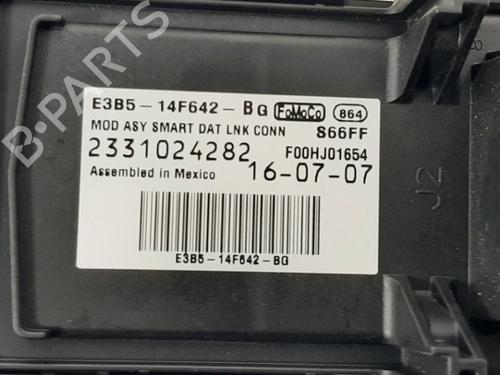 B-PARTS
E3B5-14F642-BG FoMoCo 864
MOD ASY SMART DAT LNK CONN S66FF
2331024282 F00HJ01654
Assembled in Mexico 16-07-07
E3B5-14F642-BG
J2